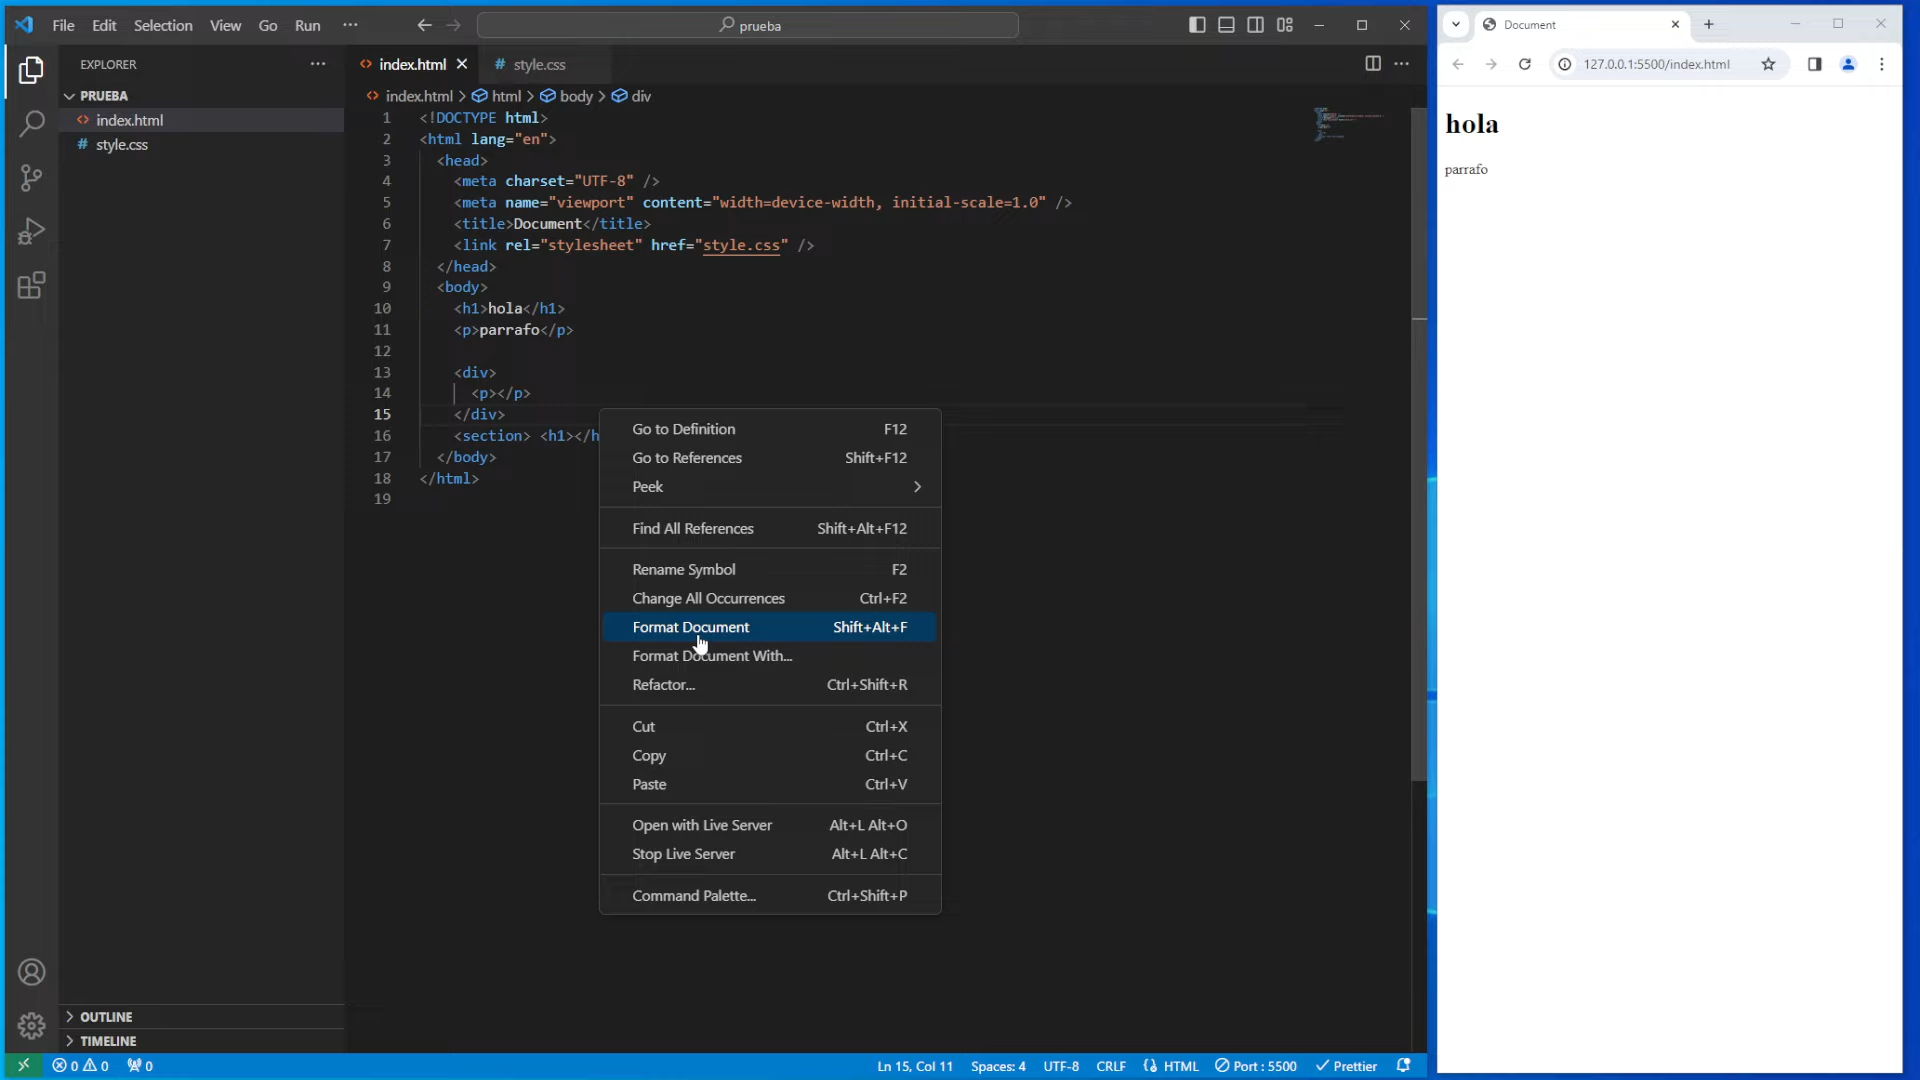 File Edit Selection View Go Run ··· prueba
EXPLORER ···
PRUEBA
index.html
style.css
OUTLINE
TIMELINE
index.html style.css
index.html > html > body > div
1 <!DOCTYPE html>
2 <html lang="en">
3 <head>
4 <meta charset="UTF-8" />
5 <meta name="viewport" content="width=device-width, initial-scale=1.0" />
6 <title>Document</title>
7 <link rel="stylesheet" href="style.css" />
8 </head>
9 <body>
10 <h1>hola</h1>
11 <p>parrafo</p>
12
13 <div>
14 <p></p>
15 </div>
16 <section> <h1></h
17 </body>
18 </html>
19
Go to Definition F12
Go to References Shift+F12
Peek
Find All References Shift+Alt+F12
Rename Symbol F2
Change All Occurrences Ctrl+F2
Format Document Shift+Alt+F
Format Document With...
Refactor... Ctrl+Shift+R
Cut Ctrl+X
Copy Ctrl+C
Paste Ctrl+V
Open with Live Server Alt+L Alt+O
Stop Live Server Alt+L Alt+C
Command Palette... Ctrl+Shift+P
0 0 0 Ln 15, Col 11 Spaces: 4 UTF-8 CRLF HTML Port : 5500 Prettier
Document
127.0.0.1:5500/index.html
hola
parrafo